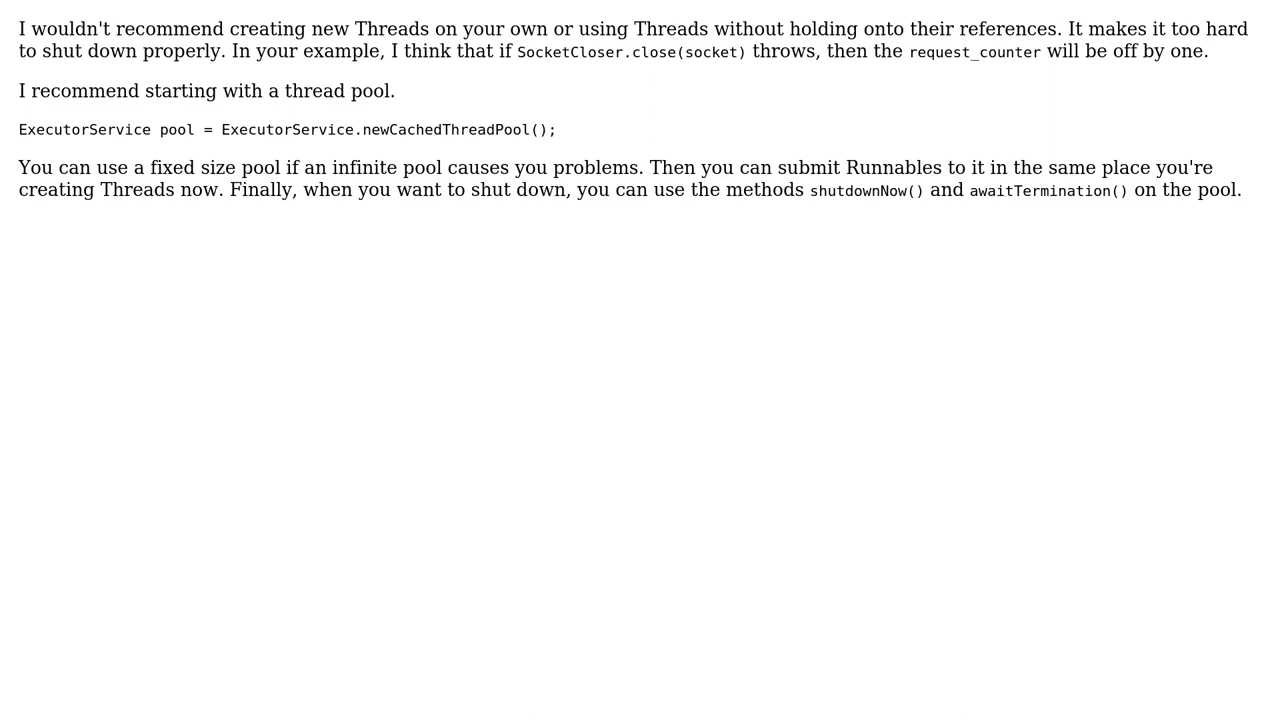 I wouldn't recommend creating new Threads on your own or using Threads without holding onto their references. It makes it too hard
to shut down properly. In your example, I think that if SocketCloser.close(socket) throws, then the request_counter will be off by one.
I recommend starting with a thread pool.
ExecutorService pool = ExecutorService.newCachedThreadPool();
You can use a fixed size pool if an infinite pool causes you problems. Then you can submit Runnables to it in the same place you're
creating Threads now. Finally, when you want to shut down, you can use the methods shutdownNow() and awaitTermination() on the pool.